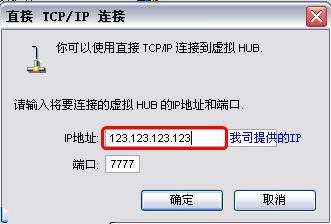 直接 TCP/IP 连接
你可以使用直接 TCP/IP 连接到虚拟 HUB.
请输入将要连接的虚拟 HUB 的IP地址和端口.
IP地址: 123.123.123.123 我司提供的IP
端口: 7777
确定 取消